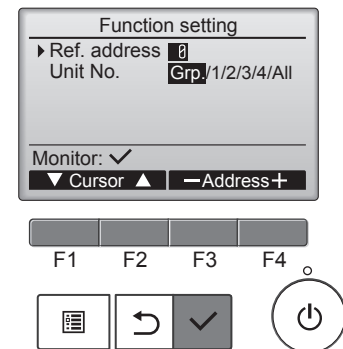 Function setting
Ref. address 0
Unit No. Grp./1/2/3/4/All
Monitor: ✓
▼ Cursor ▲ −Address+
F1 F2 F3 F4